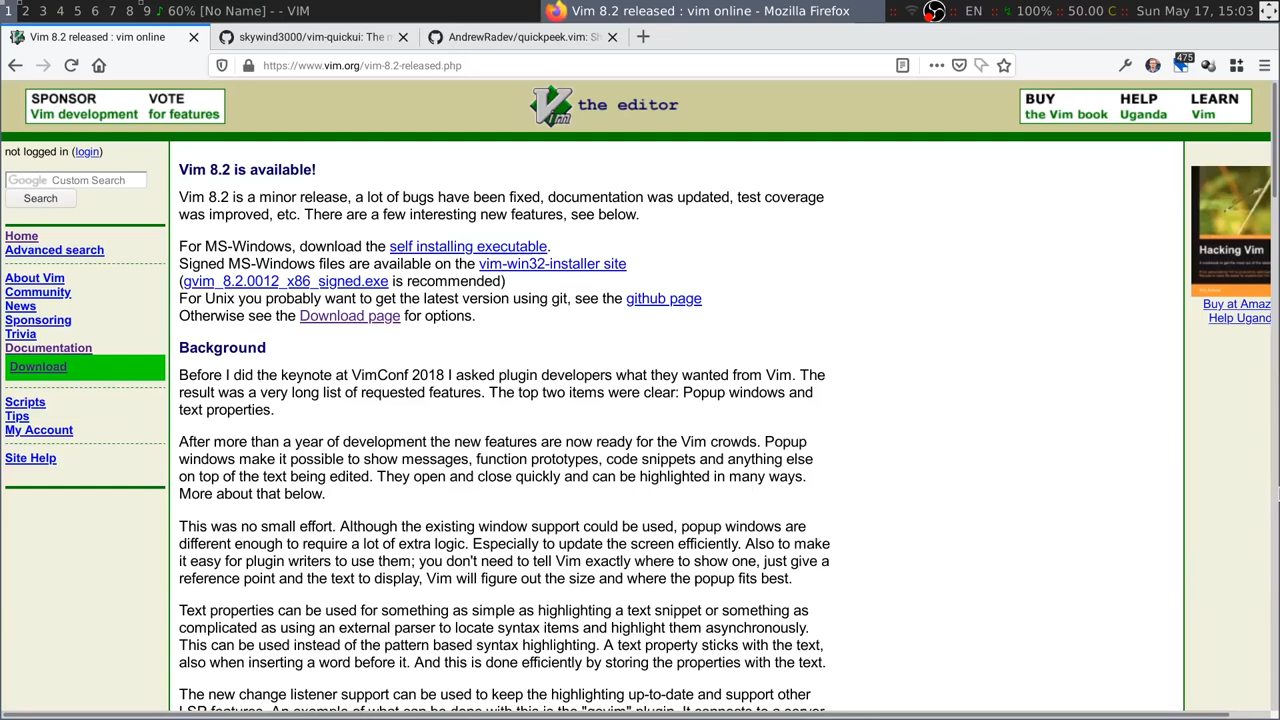 1 2 3 4 5 6 7 8 9 ♪ 60% [No Name] - - VIM
Vim 8.2 released : vim online - Mozilla Firefox
EN 100% 50.00 C Sun May 17, 15:03
Vim 8.2 released : vim online
skywind3000/vim-quickui: The n
AndrewRadev/quickpeek.vim: Sh
https://www.vim.org/vim-8.2-released.php
475
SPONSOR VOTE
Vim development for features
Vim the editor
BUY HELP LEARN
the Vim book Uganda Vim
not logged in (login)
Google Custom Search
Search
Home
Advanced search
About Vim
Community
News
Sponsoring
Trivia
Documentation
Download
Scripts
Tips
My Account
Site Help
Vim 8.2 is available!
Vim 8.2 is a minor release, a lot of bugs have been fixed, documentation was updated, test coverage
was improved, etc. There are a few interesting new features, see below.
For MS-Windows, download the self installing executable.
Signed MS-Windows files are available on the vim-win32-installer site
(gvim_8.2.0012_x86_signed.exe is recommended)
For Unix you probably want to get the latest version using git, see the github page
Otherwise see the Download page for options.
Background
Before I did the keynote at VimConf 2018 I asked plugin developers what they wanted from Vim. The
result was a very long list of requested features. The top two items were clear: Popup windows and
text properties.
After more than a year of development the new features are now ready for the Vim crowds. Popup
windows make it possible to show messages, function prototypes, code snippets and anything else
on top of the text being edited. They open and close quickly and can be highlighted in many ways.
More about that below.
This was no small effort. Although the existing window support could be used, popup windows are
different enough to require a lot of extra logic. Especially to update the screen efficiently. Also to make
it easy for plugin writers to use them; you don't need to tell Vim exactly where to show one, just give a
reference point and the text to display, Vim will figure out the size and where the popup fits best.
Text properties can be used for something as simple as highlighting a text snippet or something as
complicated as using an external parser to locate syntax items and highlight them asynchronously.
This can be used instead of the pattern based syntax highlighting. A text property sticks with the text,
also when inserting a word before it. And this is done efficiently by storing the properties with the text.
The new change listener support can be used to keep the highlighting up-to-date and support other
LSP features. An example of what can be done with this is the "govim" plugin. It connects to a server
Hacking Vim
Buy at Amaz
Help Ugand